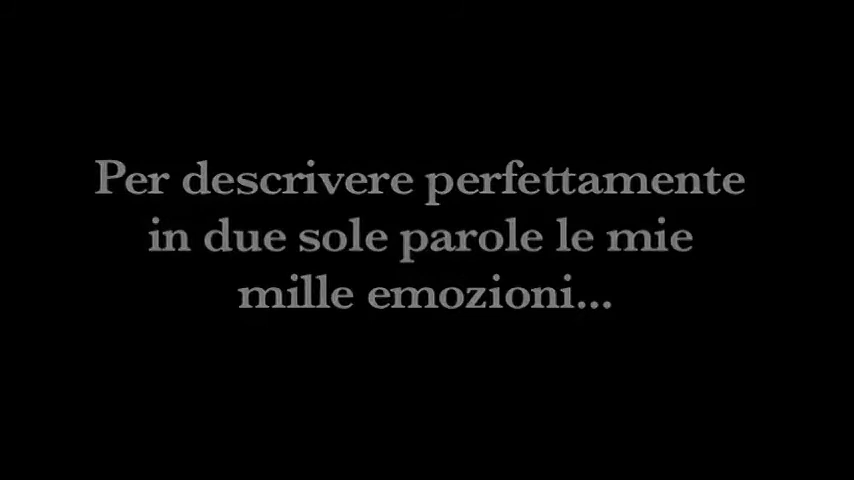 Per descrivere perfettamente
in due sole parole le mie
mille emozioni...